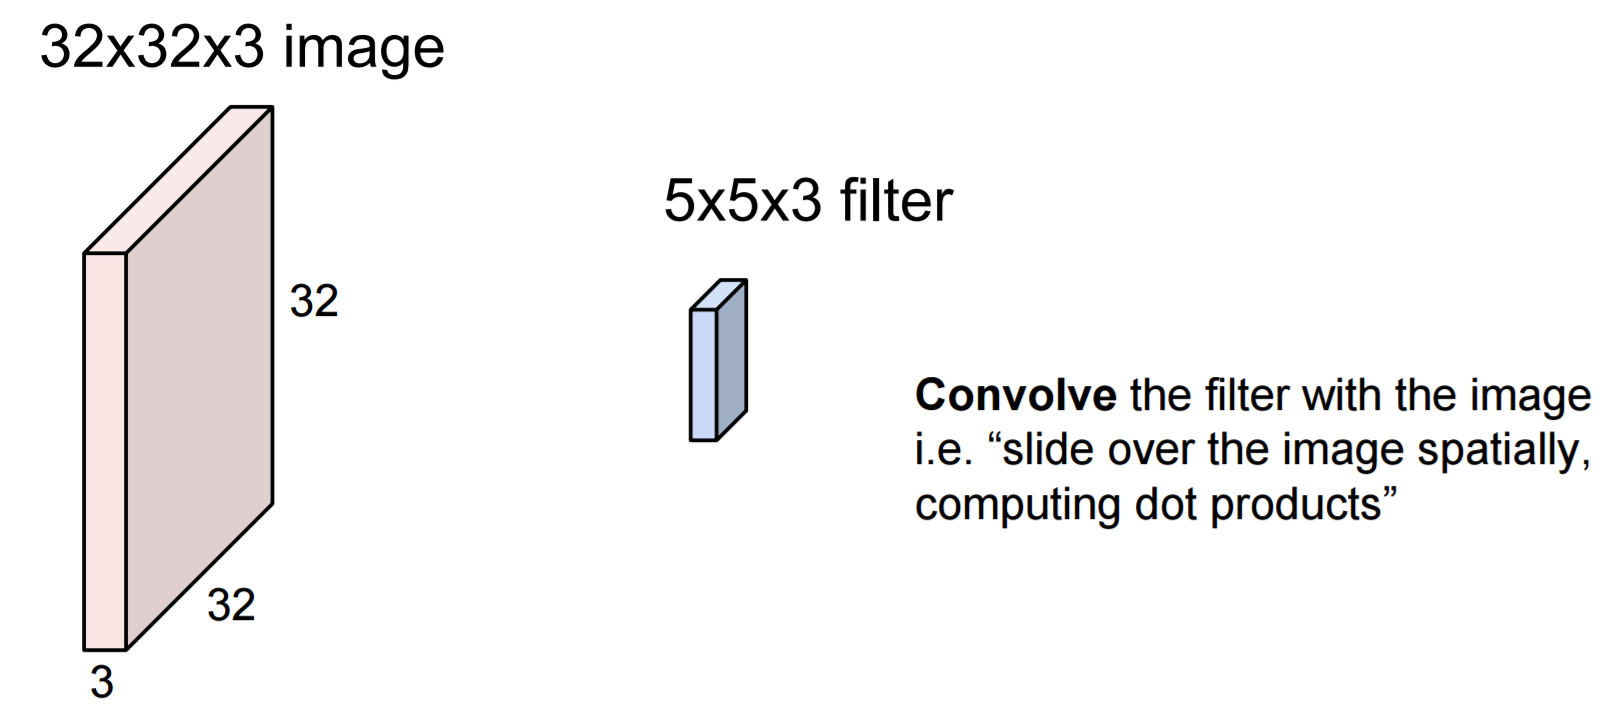 32x32x3 image
5x5x3 filter
32
Convolve the filter with the image
i.e. “slide over the image spatially,
computing dot products”
32
3